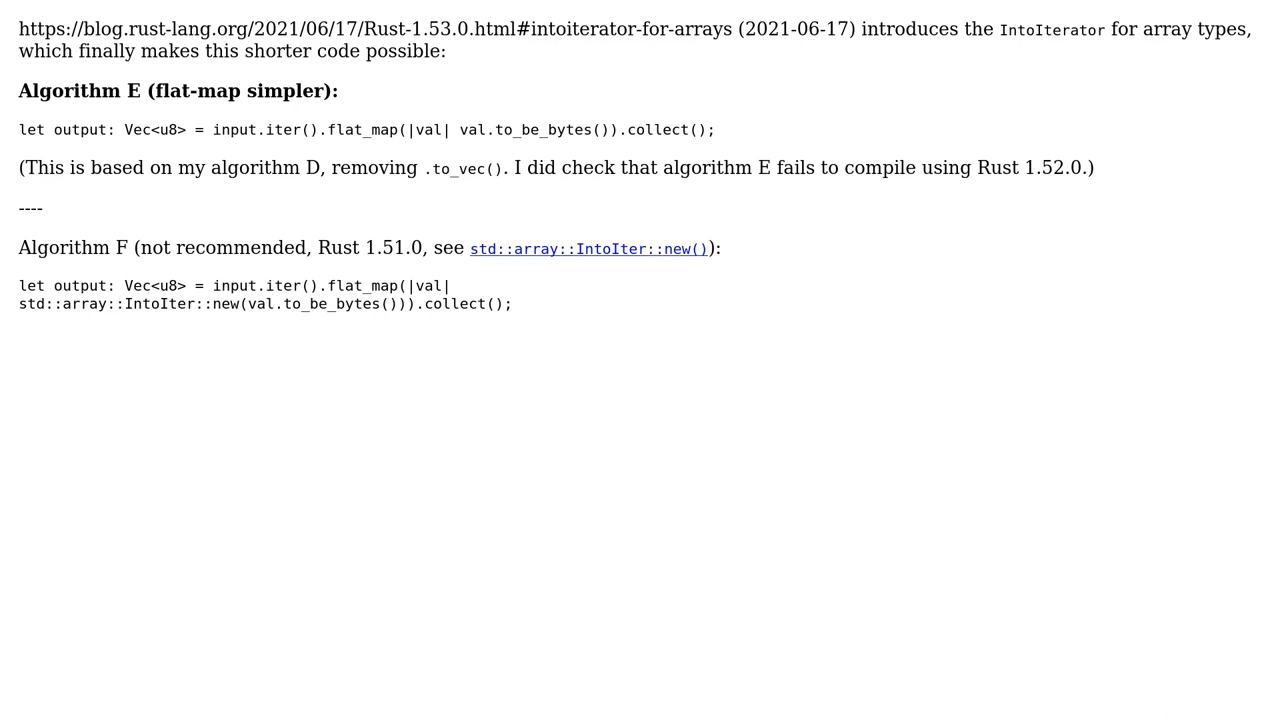 https://blog.rust-lang.org/2021/06/17/Rust-1.53.0.html#intoiterator-for-arrays (2021-06-17) introduces the IntoIterator for array types,
which finally makes this shorter code possible:
Algorithm E (flat-map simpler):
let output: Vec<u8> = input.iter().flat_map(|val| val.to_be_bytes()).collect();
(This is based on my algorithm D, removing .to_vec(). I did check that algorithm E fails to compile using Rust 1.52.0.)
----
Algorithm F (not recommended, Rust 1.51.0, see std::array::IntoIter::new()):
let output: Vec<u8> = input.iter().flat_map(|val|
std::array::IntoIter::new(val.to_be_bytes())).collect();